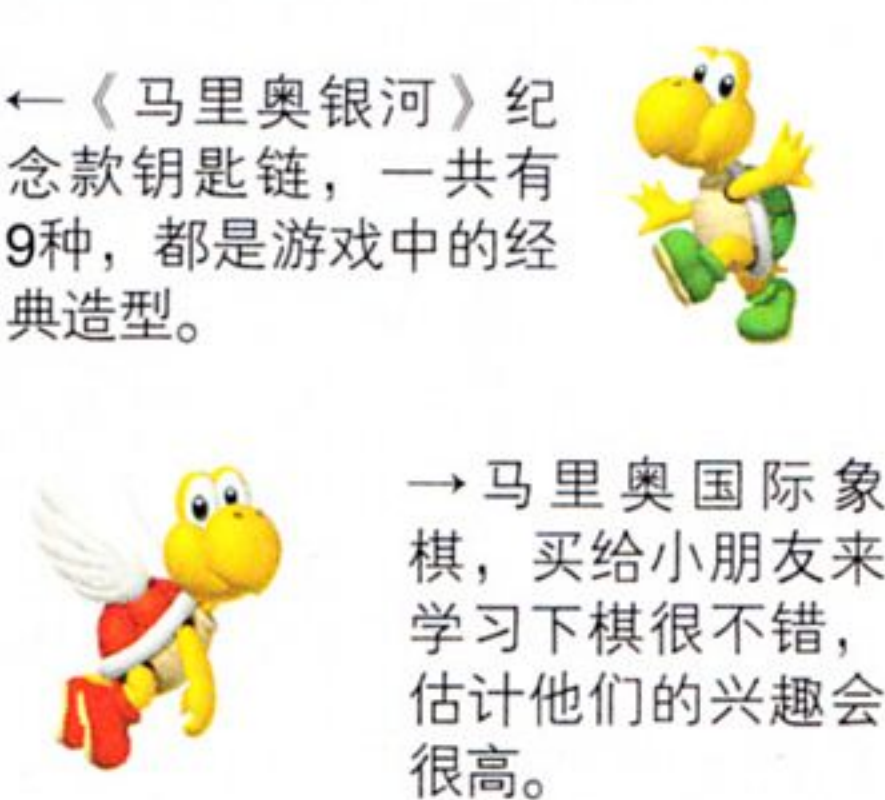 ←《马里奥银河》纪
念款钥匙链，一共有
9种，都是游戏中的经
典造型。
→马里奥国际象
棋，买给小朋友来
学习下棋很不错，
估计他们的兴趣会
很高。